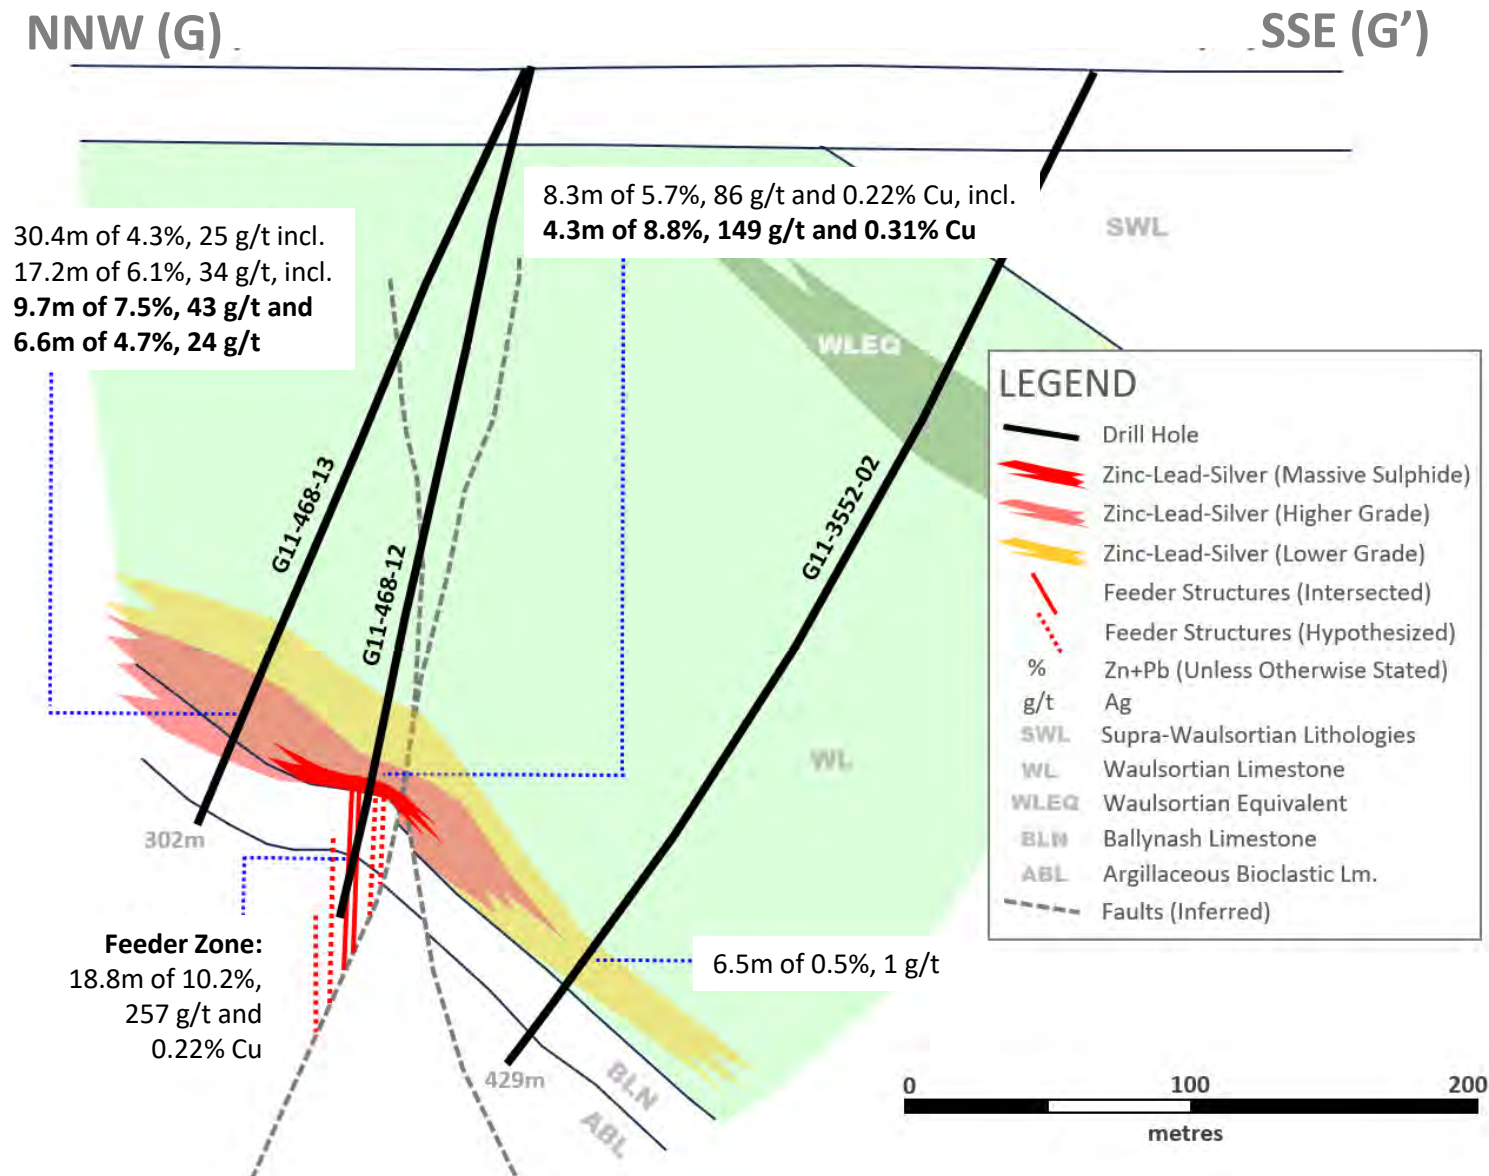 NNW (G)
SSE (G')
8.3m of 5.7%, 86 g/t and 0.22% Cu, incl.
4.3m of 8.8%, 149 g/t and 0.31% Cu
30.4m of 4.3%, 25 g/t incl.
17.2m of 6.1%, 34 g/t, incl.
9.7m of 7.5%, 43 g/t and
6.6m of 4.7%, 24 g/t
SWL
WLEQ
G11-468-13
G11-468-12
G11-3552-02
WL
302m
Feeder Zone:
18.8m of 10.2%,
257 g/t and
0.22% Cu
6.5m of 0.5%, 1 g/t
429m
BLN
ABL
LEGEND
Drill Hole
Zinc-Lead-Silver (Massive Sulphide)
Zinc-Lead-Silver (Higher Grade)
Zinc-Lead-Silver (Lower Grade)
Feeder Structures (Intersected)
Feeder Structures (Hypothesized)
% Zn+Pb (Unless Otherwise Stated)
g/t Ag
SWL Supra-Waulsortian Lithologies
WL Waulsortian Limestone
WLEQ Waulsortian Equivalent
BLN Ballynash Limestone
ABL Argillaceous Bioclastic Lm.
Faults (Inferred)
0 100 200
metres